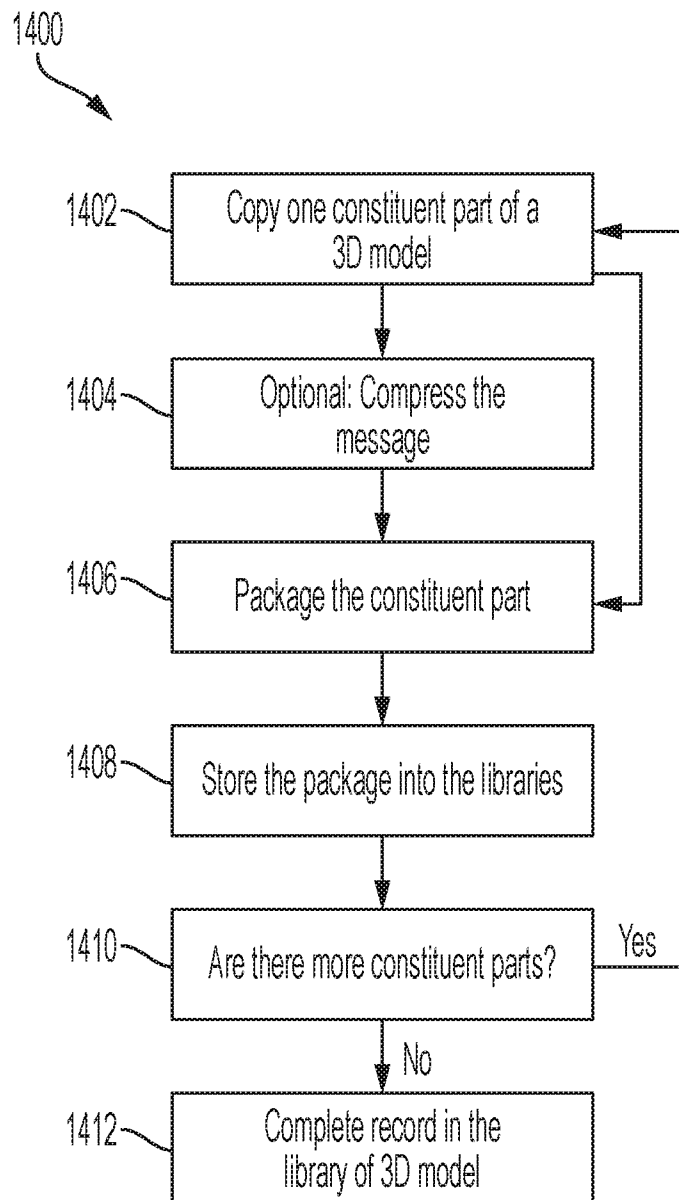 1400
1402
Copy one constituent part of a
3D model
1404
Optional: Compress the
message
1406
Package the constituent part
1408
Store the package into the libraries
1410
Are there more constituent parts?
Yes
No
1412
Complete record in the
library of 3D model